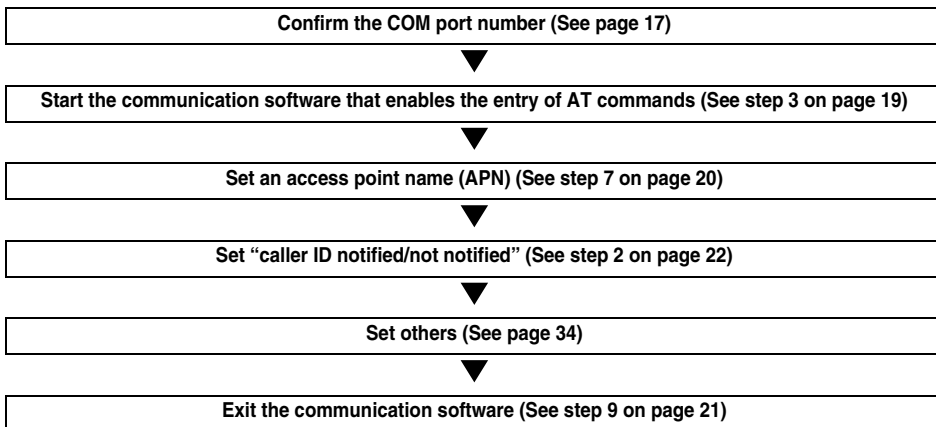 Confirm the COM port number (See page 17)
Start the communication software that enables the entry of AT commands (See step 3 on page 19)
Set an access point name (APN) (See step 7 on page 20)
Set “caller ID notified/not notified” (See step 2 on page 22)
Set others (See page 34)
Exit the communication software (See step 9 on page 21)